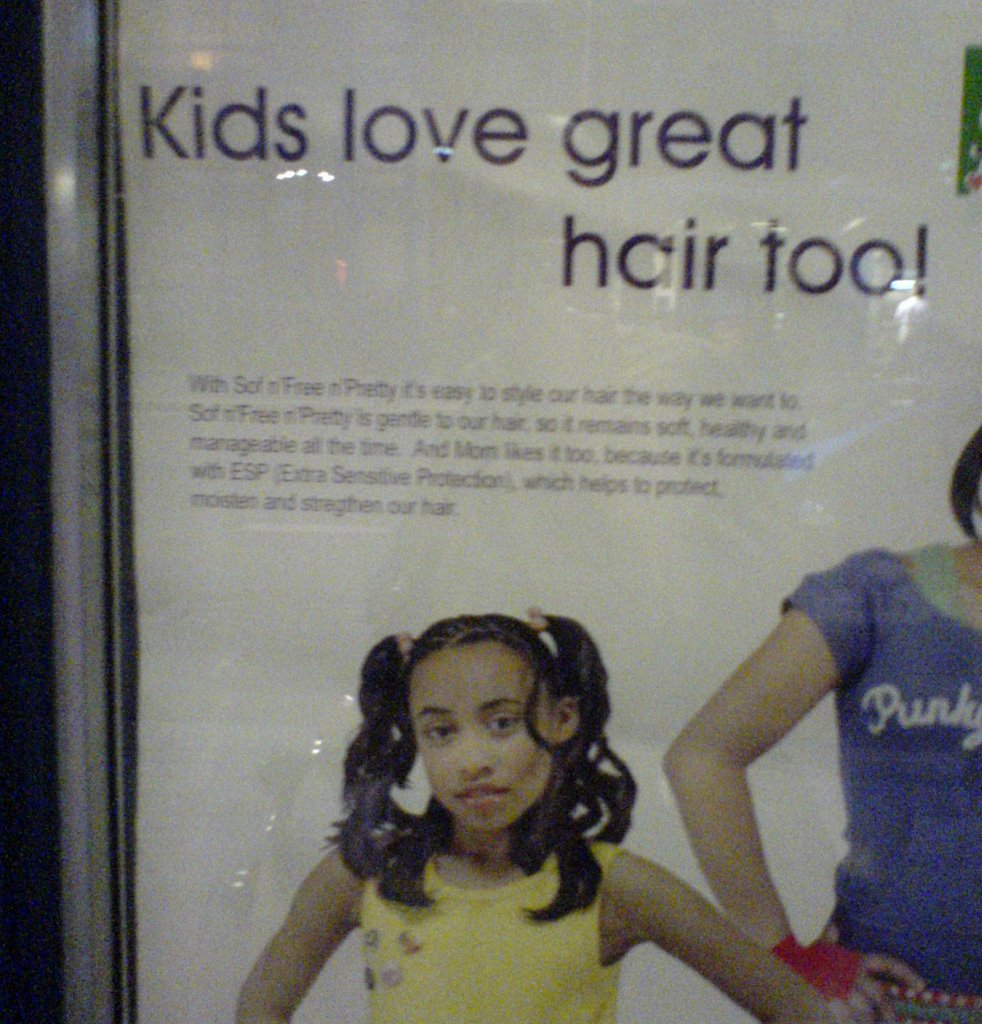 Kids love great
hair too!
With Sof n'Free n'Pretty it's easy to style our hair the way we want to.
Sof n'Free n'Pretty is gentle to our hair, so it remains soft, healthy and
manageable all the time. And Mom likes it too, because it's formulated
with ESP (Extra Sensitive Protection), which helps to protect,
moisten and stregthen our hair.
Punky